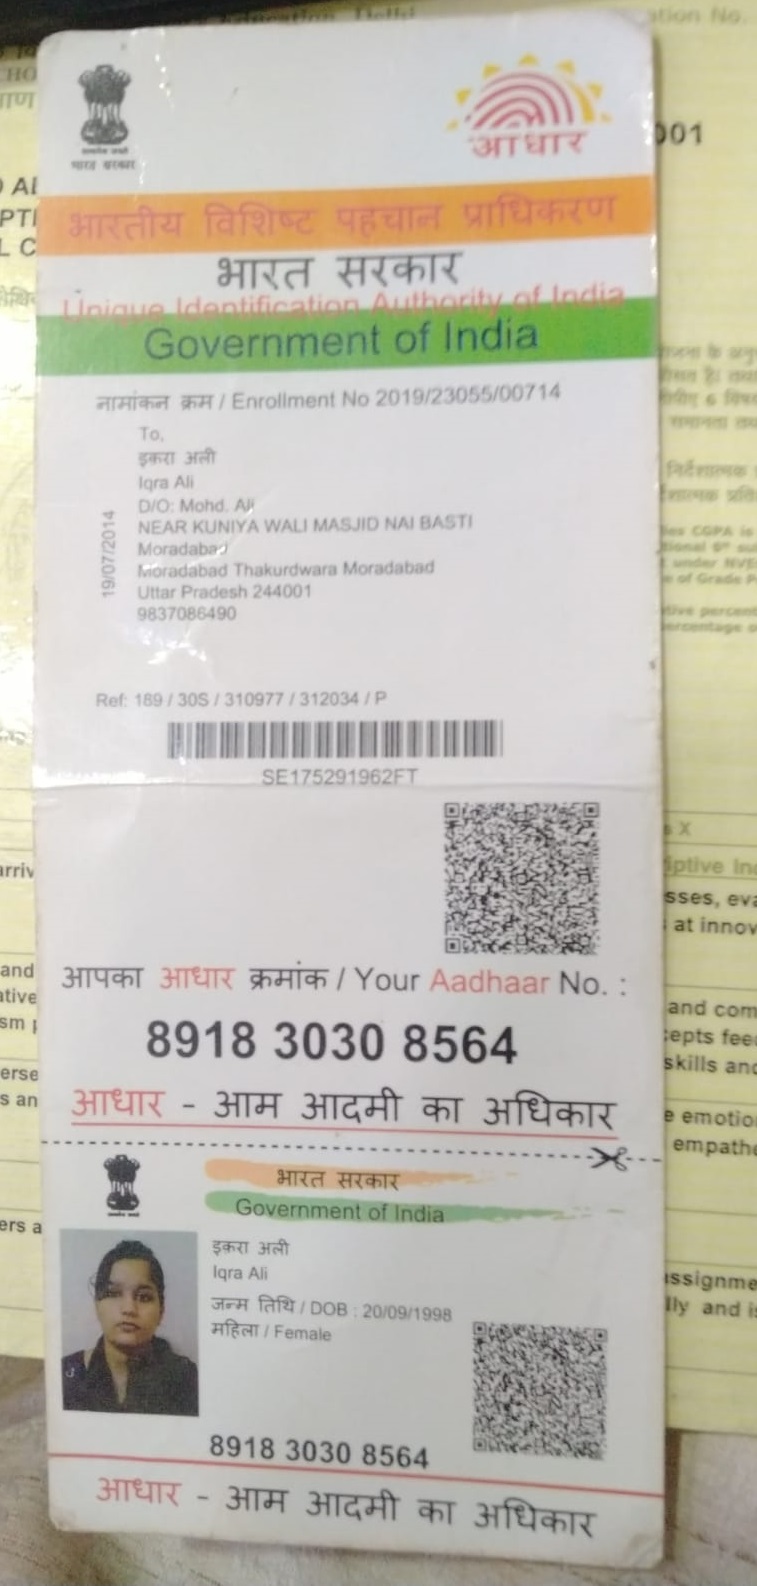 भारत सरकार
आधार
भारतीय विशिष्ट पहचान प्राधिकरण
भारत सरकार
Unique Identification Authority of India
Government of India
नामांकन क्रम / Enrollment No 2019/23055/00714
To,
इकरा अली
Iqra Ali
D/O: Mohd. Ali
NEAR KUNIYA WALI MASJID NAI BASTI
Moradabad
Moradabad Thakurdwara Moradabad
Uttar Pradesh 244001
9837086490
19/07/2014
Ref: 189 / 30S / 310977 / 312034 / P
SE175291962FT
आपका आधार क्रमांक / Your Aadhaar No. :
8918 3030 8564
आधार - आम आदमी का अधिकार
भारत सरकार
Government of India
इकरा अली
Iqra Ali
जन्म तिथि / DOB : 20/09/1998
महिला / Female
8918 3030 8564
आधार - आम आदमी का अधिकार